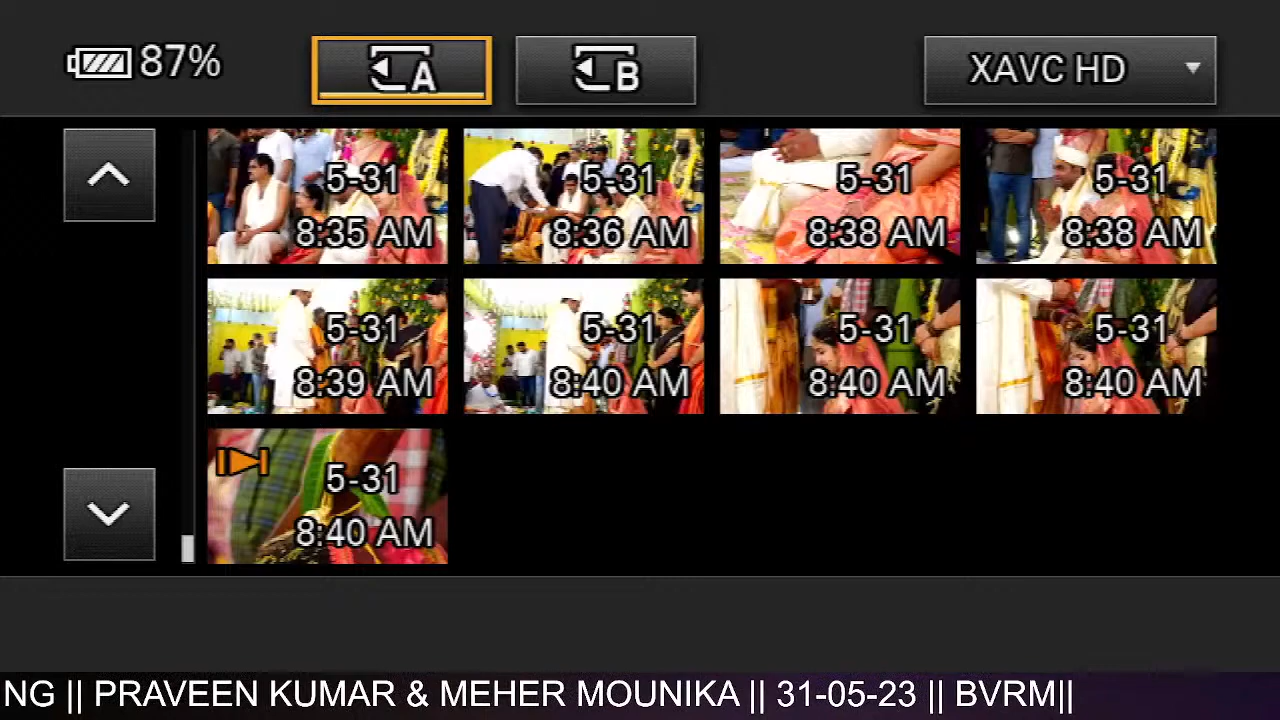 87%
A
B
XAVC HD
5-31
8:35 AM
5-31
8:36 AM
5-31
8:38 AM
5-31
8:38 AM
5-31
8:39 AM
5-31
8:40 AM
5-31
8:40 AM
5-31
8:40 AM
5-31
8:40 AM
NG || PRAVEEN KUMAR & MEHER MOUNIKA || 31-05-23 || BVRM||